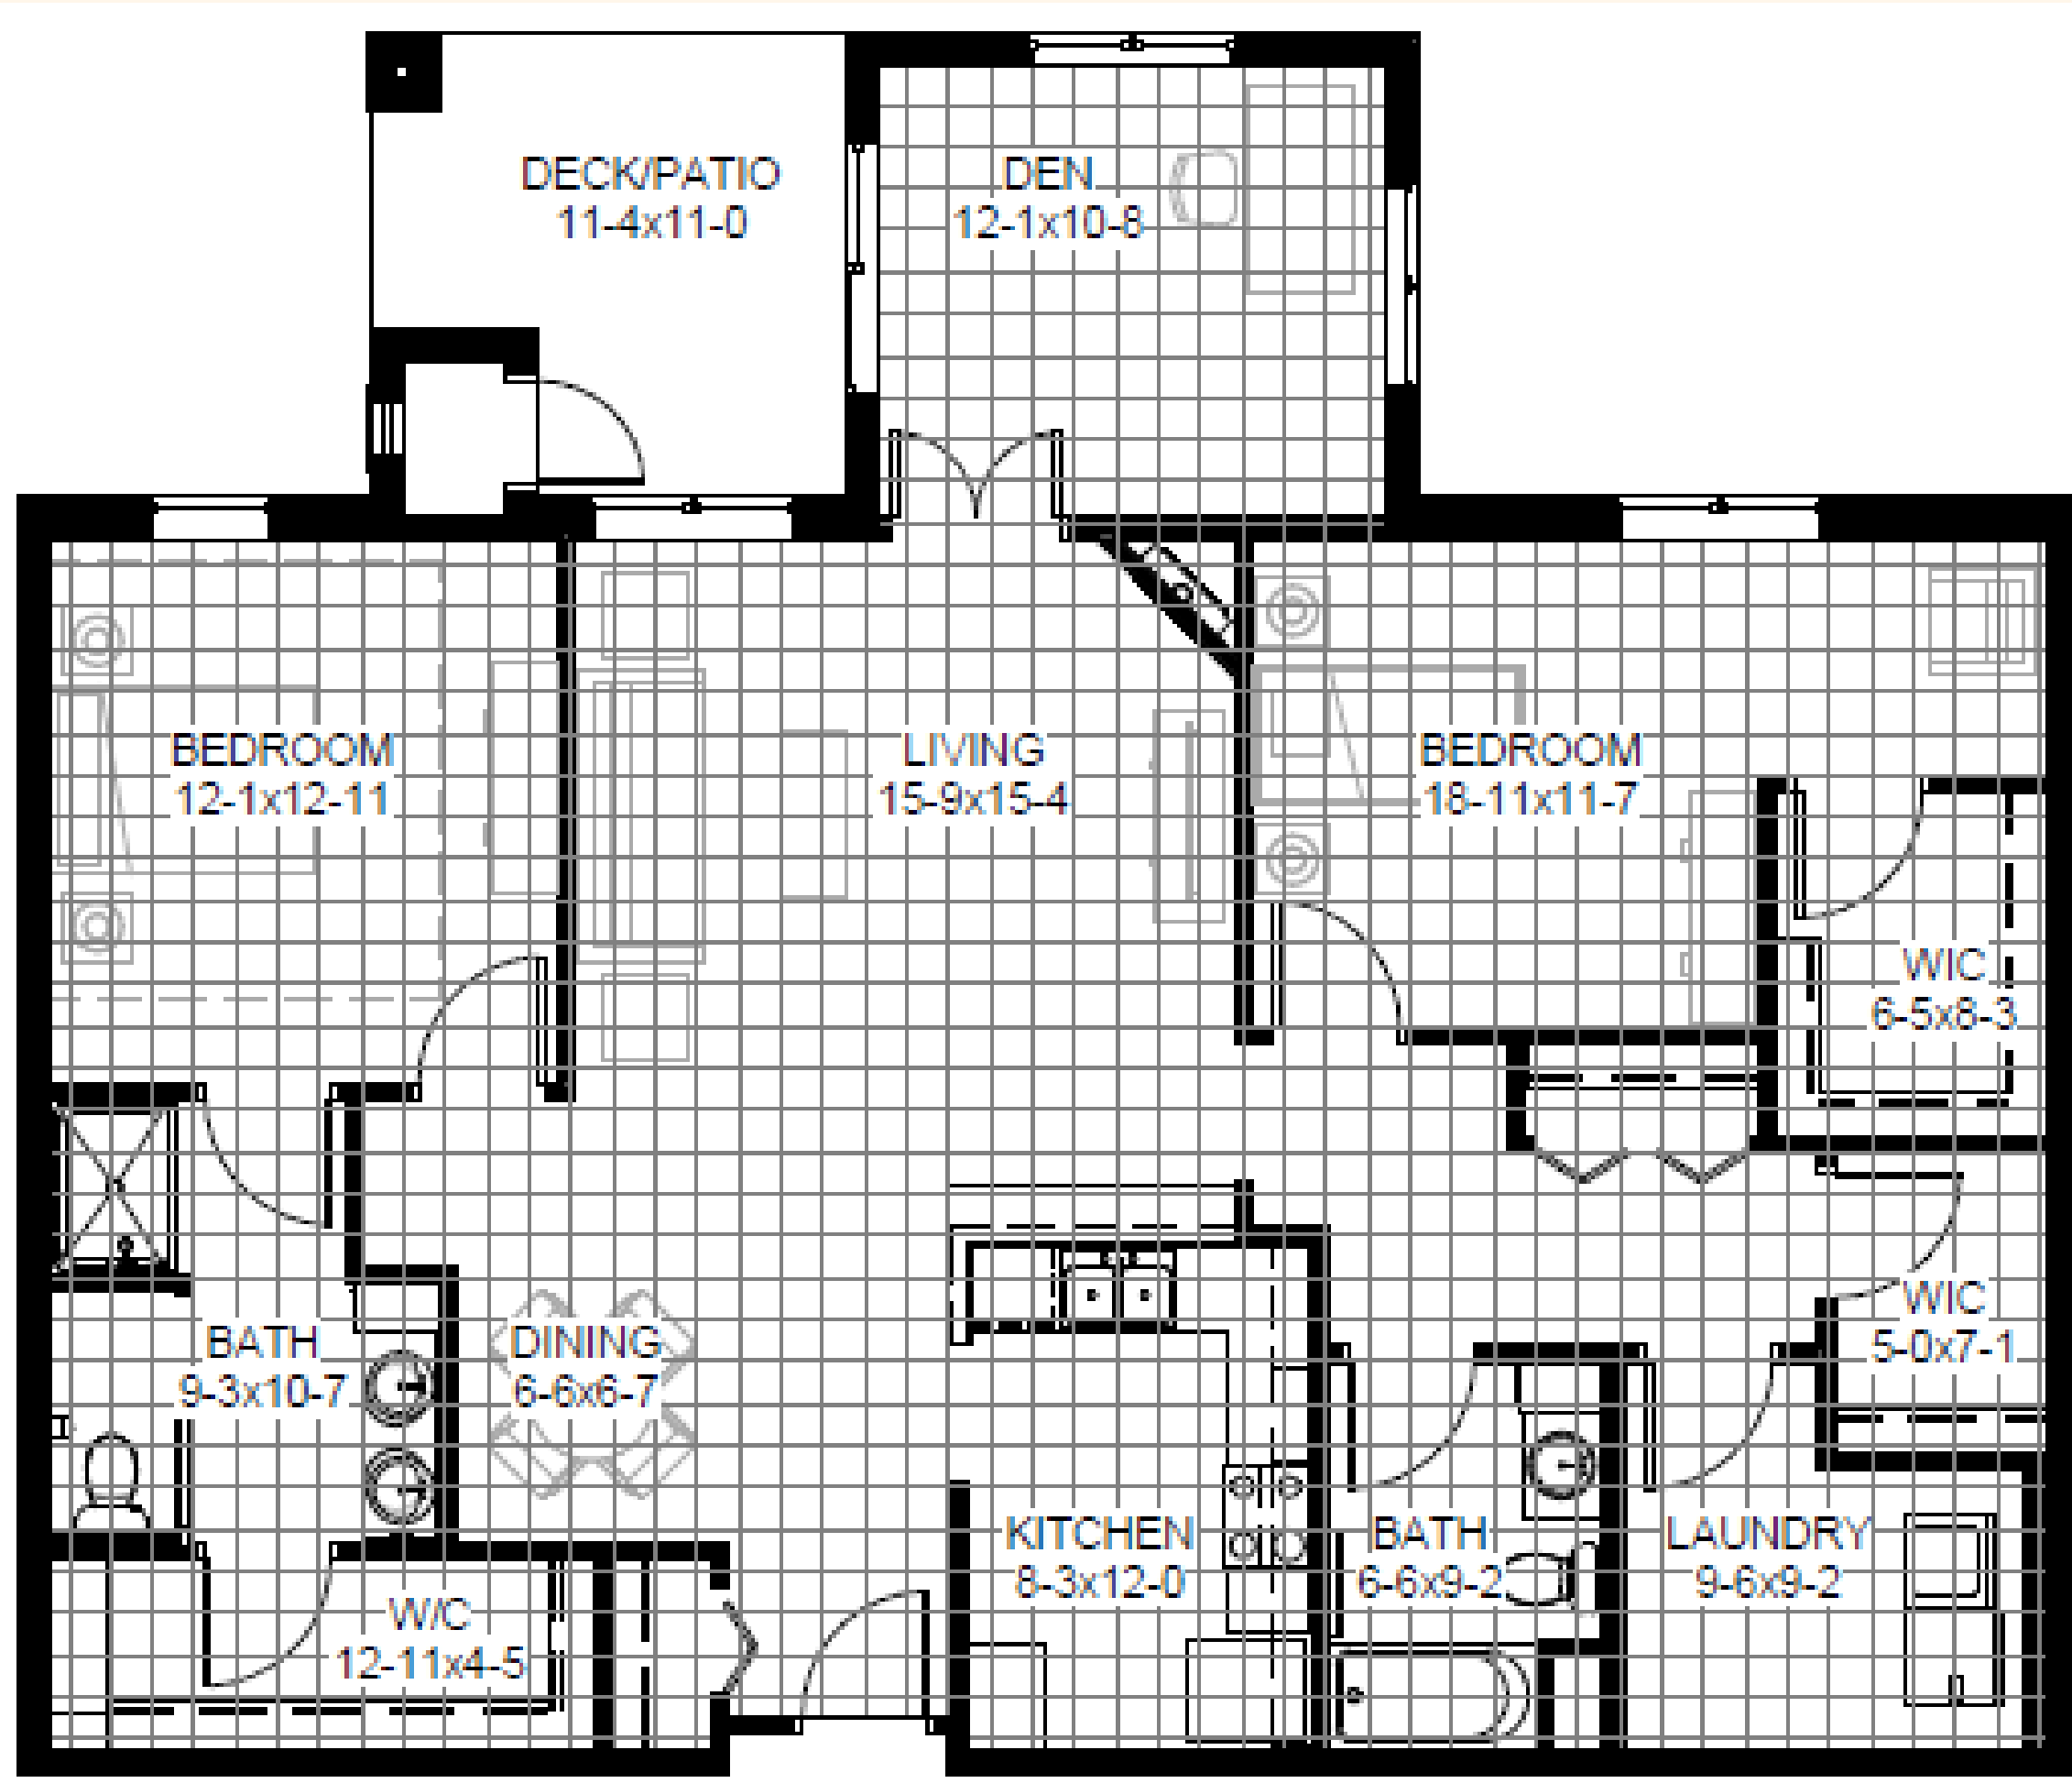 DECK/PATIO
11-4x11-0
DEN
12-1x10-8
BEDROOM
12-1x12-11
LIVING
15-9x15-4
BEDROOM
18-11x11-7
WIC
6-5x8-3
WIC
5-0x7-1
BATH
9-3x10-7
DINING
6-6x6-7
KITCHEN
8-3x12-0
BATH
6-6x9-2
LAUNDRY
9-6x9-2
W/C
12-11x4-5